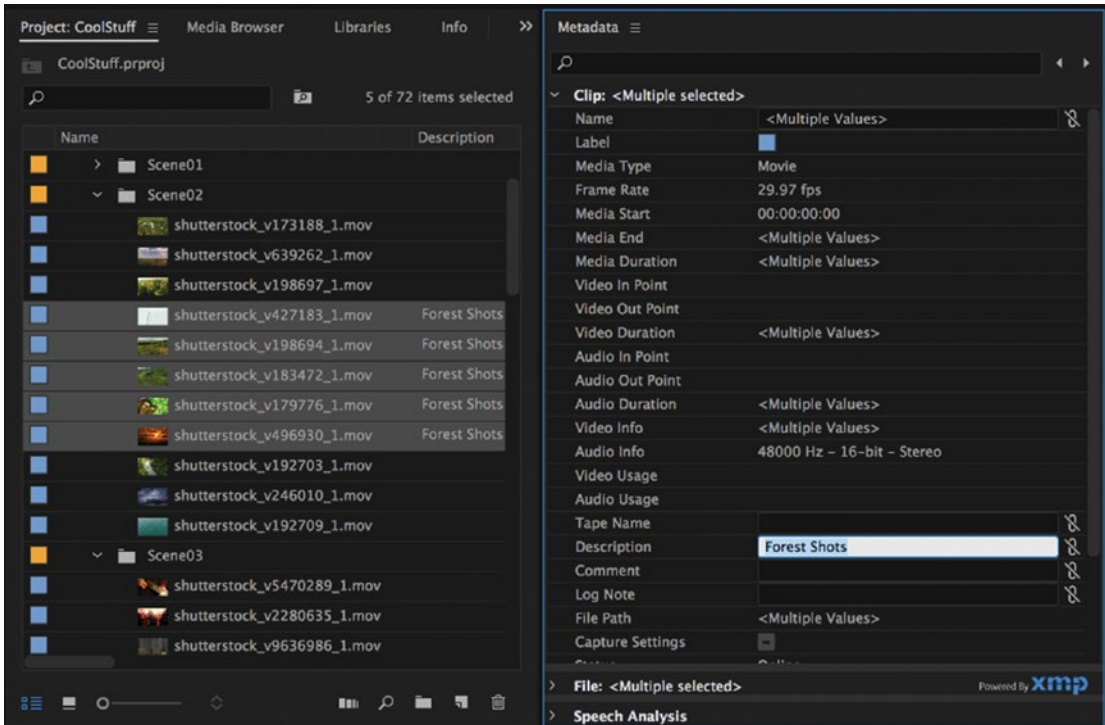 Project: CoolStuff
Media Browser
Libraries
Info
CoolStuff.prproj
5 of 72 items selected
Name
Description
Scene01
Scene02
shutterstock_v173188_1.mov
shutterstock_v639262_1.mov
shutterstock_v198697_1.mov
shutterstock_v427183_1.mov Forest Shots
shutterstock_v198694_1.mov Forest Shots
shutterstock_v183472_1.mov Forest Shots
shutterstock_v179776_1.mov Forest Shots
shutterstock_v496930_1.mov Forest Shots
shutterstock_v192703_1.mov
shutterstock_v246010_1.mov
shutterstock_v192709_1.mov
Scene03
shutterstock_v5470289_1.mov
shutterstock_v2280635_1.mov
shutterstock_v9636986_1.mov
Metadata
Clip: <Multiple selected>
Name <Multiple Values>
Label
Media Type Movie
Frame Rate 29.97 fps
Media Start 00:00:00:00
Media End <Multiple Values>
Media Duration <Multiple Values>
Video In Point
Video Out Point
Video Duration <Multiple Values>
Audio In Point
Audio Out Point
Audio Duration <Multiple Values>
Video Info <Multiple Values>
Audio Info 48000 Hz - 16-bit - Stereo
Video Usage
Audio Usage
Tape Name
Description Forest Shots
Comment
Log Note
File Path <Multiple Values>
Capture Settings
File: <Multiple selected>
Powered By xmp
Speech Analysis